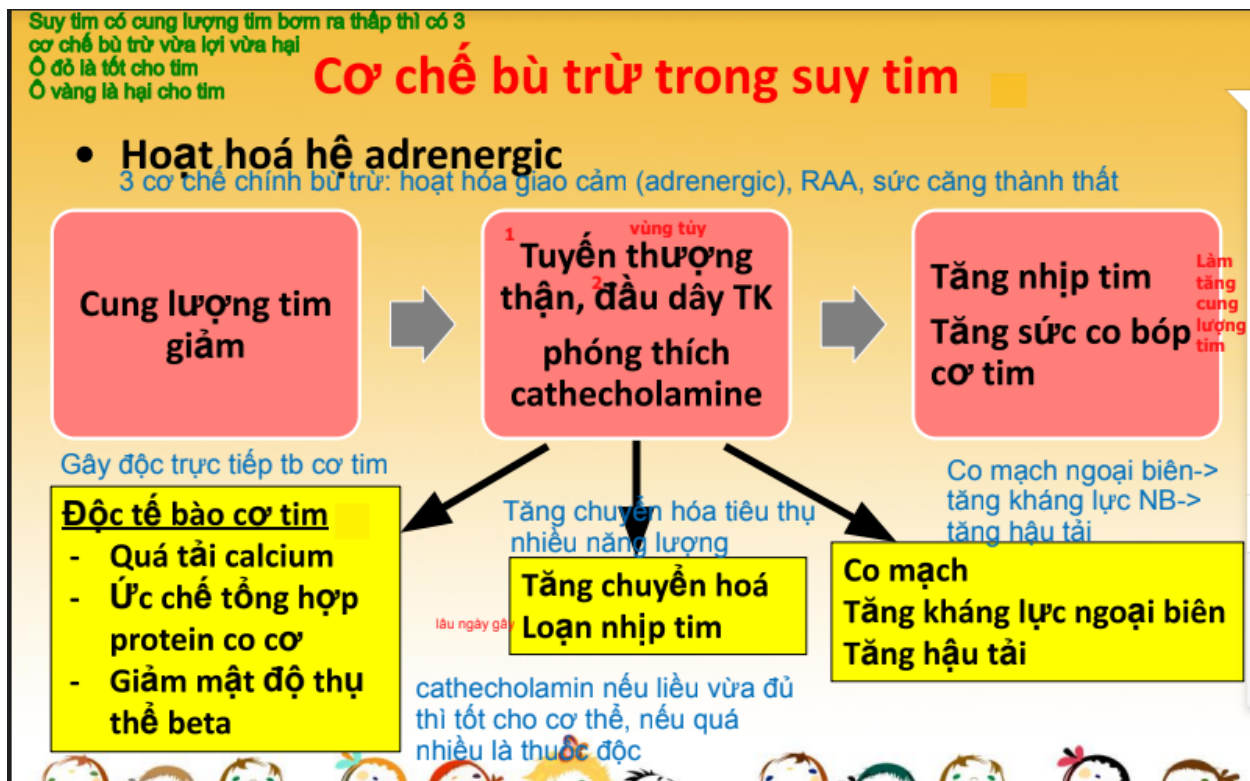 Suy tim có cung lượng tim bơm ra thấp thì có 3
cơ chế bù trừ vừa lợi vừa hại
Ô đỏ là tốt cho tim
Ô vàng là hại cho tim
Cơ chế bù trừ trong suy tim
• Hoạt hoá hệ adrenergic
3 cơ chế chính bù trừ: hoạt hóa giao cảm (adrenergic), RAA, sức căng thành thất
Cung lượng tim
giảm
1
vùng tủy
Tuyến thượng
2
thận, đầu dây TK
phóng thích
cathecholamine
Tăng nhịp tim
Tăng sức co bóp
cơ tim
Làm
tăng
cung
lượng
tim
Gây độc trực tiếp tb cơ tim
Độc tế bào cơ tim
- Quá tải calcium
- Ức chế tổng hợp
protein co cơ
- Giảm mật độ thụ
thể beta
Tăng chuyển hóa tiêu thụ
nhiều năng lượng
Tăng chuyển hoá
lâu ngày gây
Loạn nhịp tim
cathecholamin nếu liều vừa đủ
thì tốt cho cơ thể, nếu quá
nhiều là thuốc độc
Co mạch ngoại biên->
tăng kháng lực NB->
tăng hậu tải
Co mạch
Tăng kháng lực ngoại biên
Tăng hậu tải